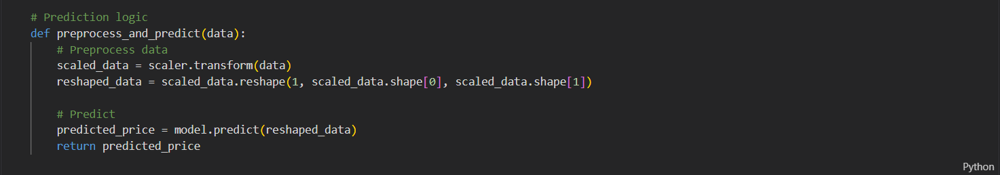 # Prediction logic
def preprocess_and_predict(data):
    # Preprocess data
    scaled_data = scaler.transform(data)
    reshaped_data = scaled_data.reshape(1, scaled_data.shape[0], scaled_data.shape[1])

    # Predict
    predicted_price = model.predict(reshaped_data)
    return predicted_price
Python